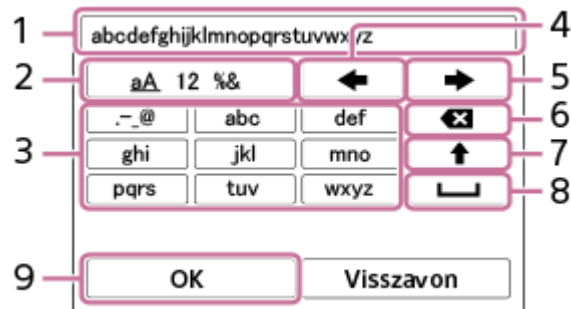 1 abcdefghijklmnopqrstuvwxyz 4
2 aA 12 %& 5
.-_@ abc def 6
3 ghi jkl mno 7
pqrs tuv wxyz 8
9 OK Visszavon